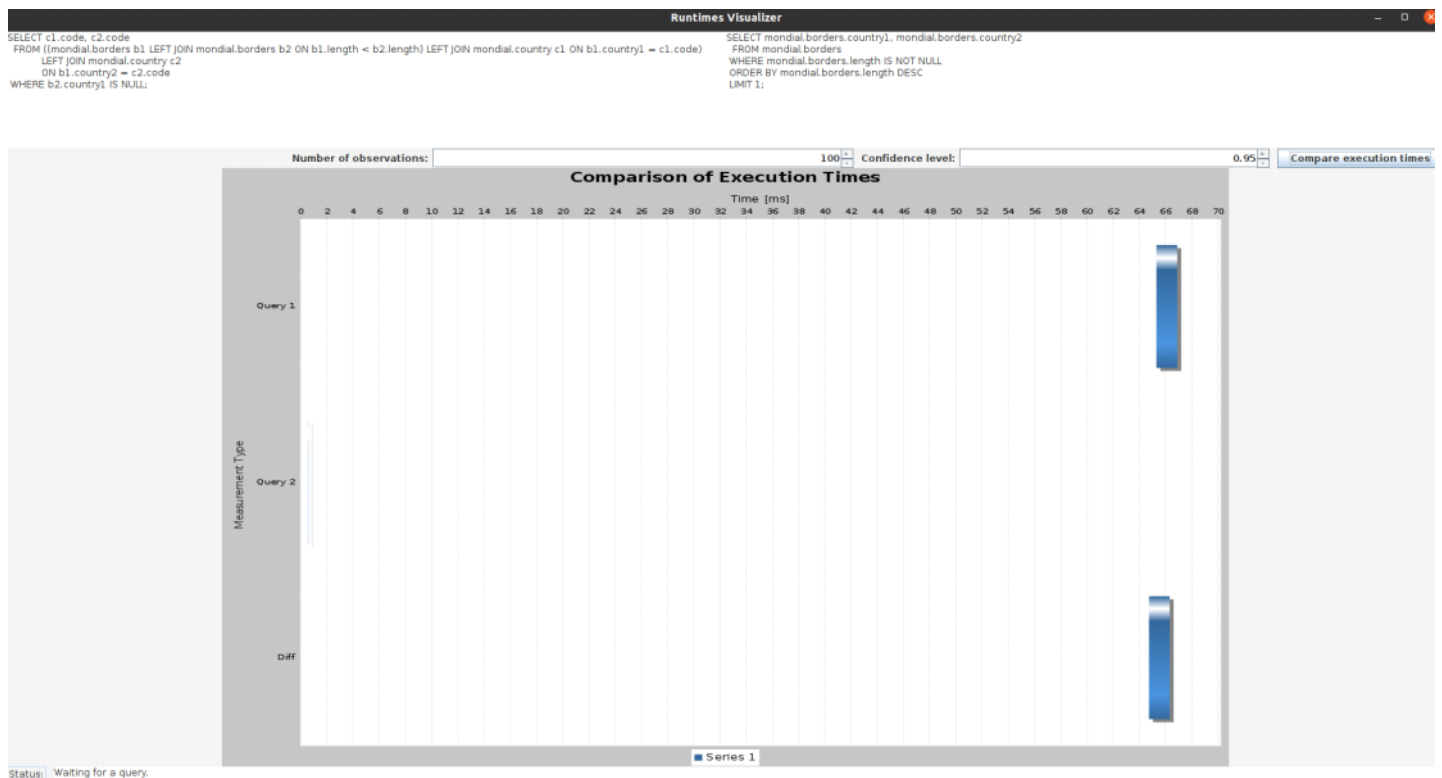 Runtimes Visualizer
SELECT c1.code, c2.code
FROM ((mondial.borders b1 LEFT JOIN mondial.borders b2 ON b1.length < b2.length) LEFT JOIN mondial.country c1 ON b1.country1 = c1.code)
LEFT JOIN mondial.country c2
ON b1.country2 = c2.code
WHERE b2.country1 IS NULL;
SELECT mondial.borders.country1, mondial.borders.country2
FROM mondial.borders
WHERE mondial.borders.length IS NOT NULL
ORDER BY mondial.borders.length DESC
LIMIT 1;
Number of observations: 100 Confidence level: 0.95 Compare execution times
Comparison of Execution Times
Time [ms]
0 2 4 6 8 10 12 14 16 18 20 22 24 26 28 30 32 34 36 38 40 42 44 46 48 50 52 54 56 58 60 62 64 66 68 70
Measurement Type
Query 1
Query 2
Diff
Series 1
Status: Waiting for a query.